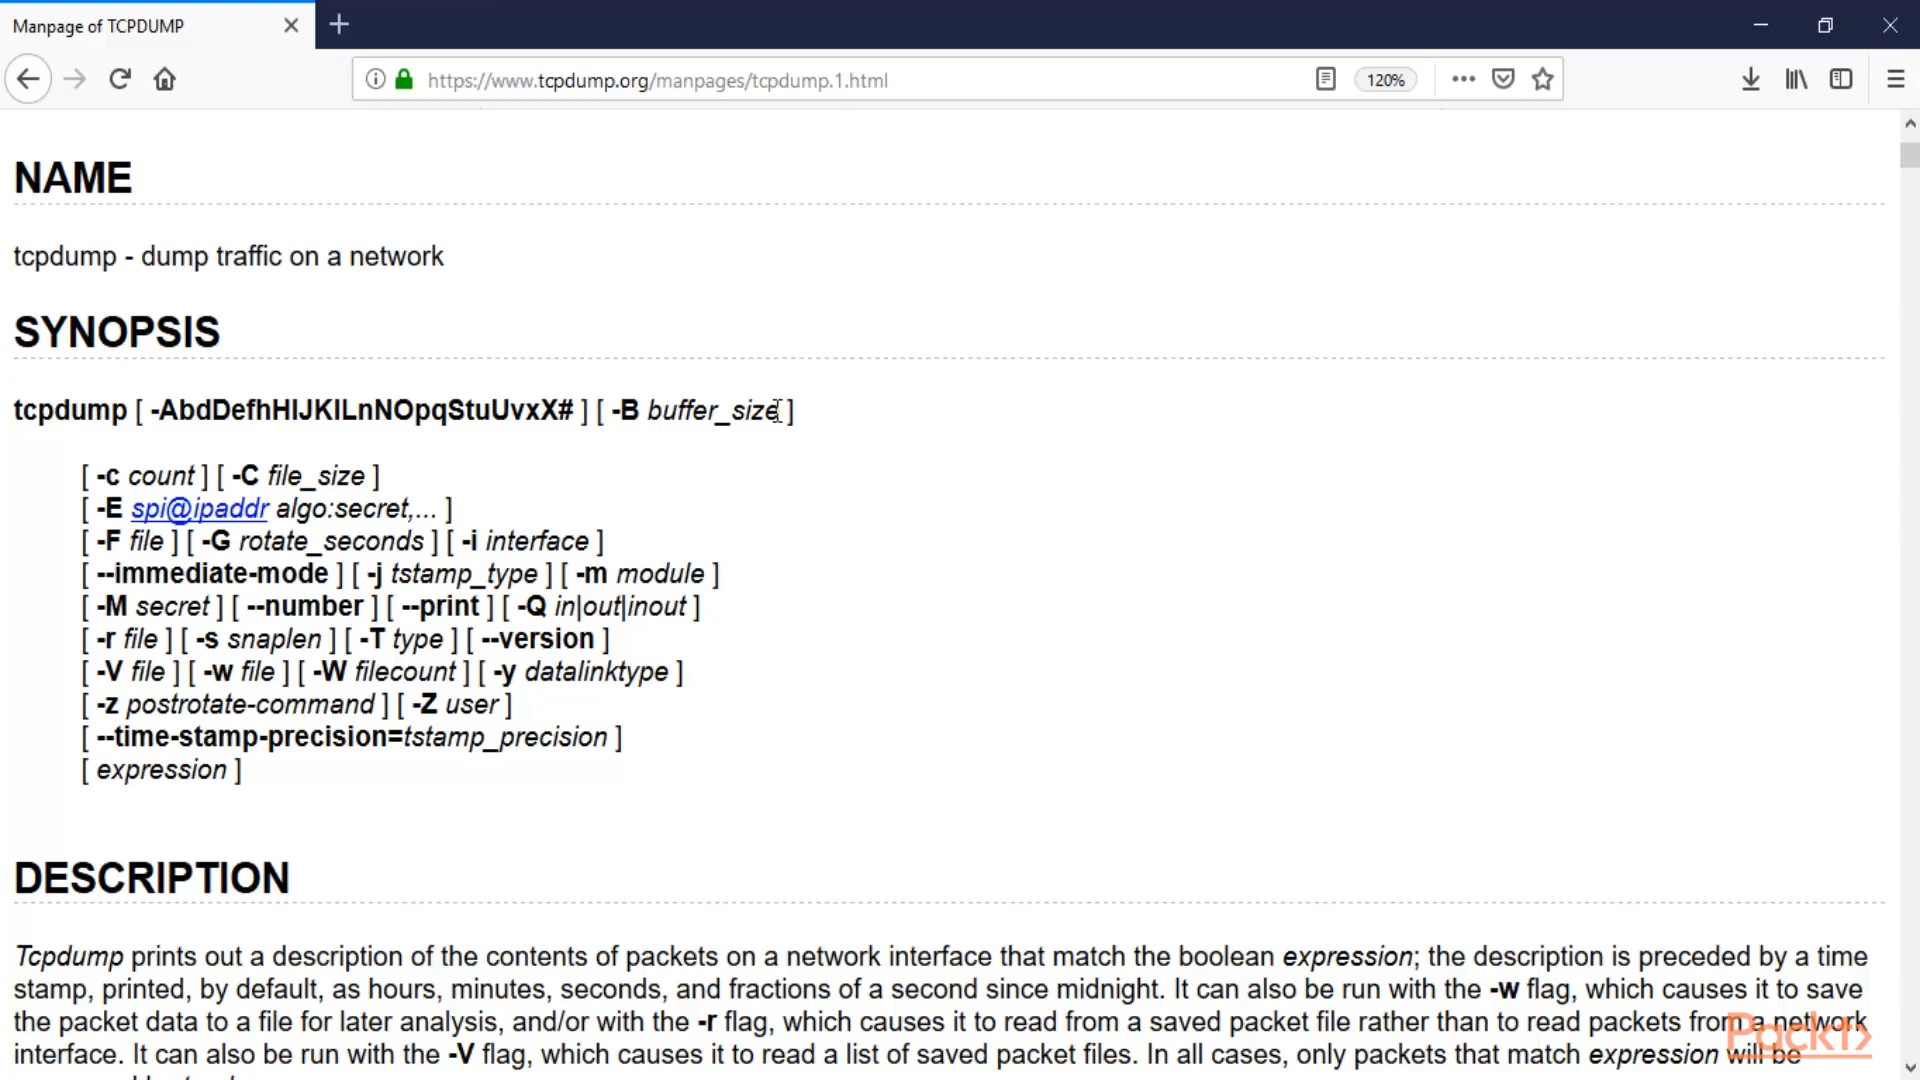 Manpage of TCPDUMP
https://www.tcpdump.org/manpages/tcpdump.1.html
120%
NAME
tcpdump - dump traffic on a network
SYNOPSIS
tcpdump [ -AbdDefhHIJKlLnNOpqStuUvxX# ] [ -B buffer_size ]
[ -c count ] [ -C file_size ]
[ -E spi@ipaddr algo:secret,... ]
[ -F file ] [ -G rotate_seconds ] [ -i interface ]
[ --immediate-mode ] [ -j tstamp_type ] [ -m module ]
[ -M secret ] [ --number ] [ --print ] [ -Q in|out|inout ]
[ -r file ] [ -s snaplen ] [ -T type ] [ --version ]
[ -V file ] [ -w file ] [ -W filecount ] [ -y datalinktype ]
[ -z postrotate-command ] [ -Z user ]
[ --time-stamp-precision=tstamp_precision ]
[ expression ]
DESCRIPTION
Tcpdump prints out a description of the contents of packets on a network interface that match the boolean expression; the description is preceded by a time
stamp, printed, by default, as hours, minutes, seconds, and fractions of a second since midnight. It can also be run with the -w flag, which causes it to save
the packet data to a file for later analysis, and/or with the -r flag, which causes it to read from a saved packet file rather than to read packets from a network
interface. It can also be run with the -V flag, which causes it to read a list of saved packet files. In all cases, only packets that match expression will be
Packt>